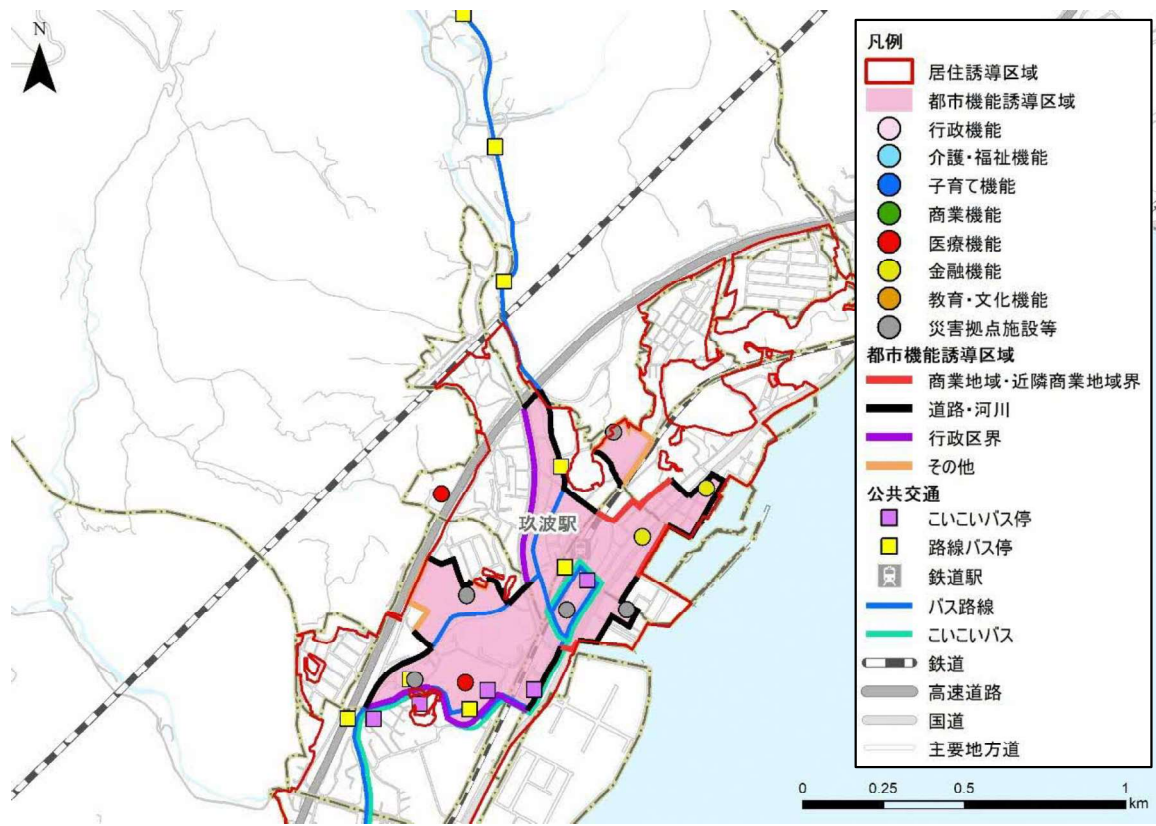 N
玖波駅
凡例
居住誘導区域
都市機能誘導区域
行政機能
介護・福祉機能
子育て機能
商業機能
医療機能
金融機能
教育・文化機能
災害拠点施設等
都市機能誘導区域
商業地域・近隣商業地域界
道路・河川
行政区界
その他
公共交通
こいこいバス停
路線バス停
鉄道駅
バス路線
こいこいバス
鉄道
高速道路
国道
主要地方道
0 0.25 0.5 1
km